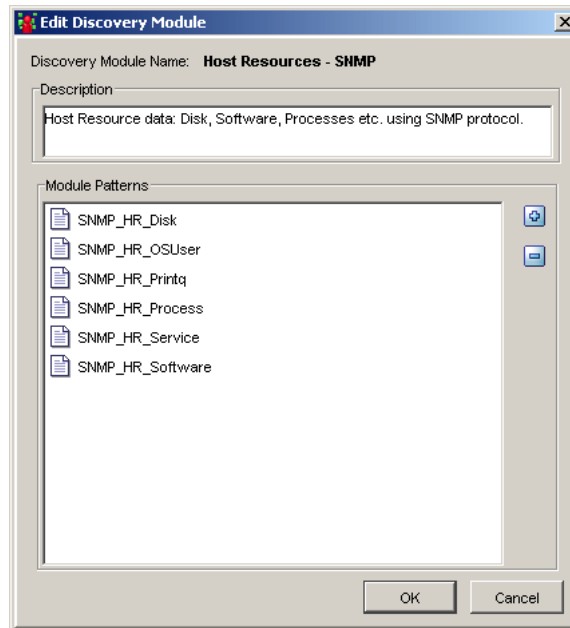 Edit Discovery Module
Discovery Module Name: Host Resources - SNMP
Description
Host Resource data: Disk, Software, Processes etc. using SNMP protocol.
Module Patterns
SNMP_HR_Disk
SNMP_HR_OSUser
SNMP_HR_Printq
SNMP_HR_Process
SNMP_HR_Service
SNMP_HR_Software
OK Cancel